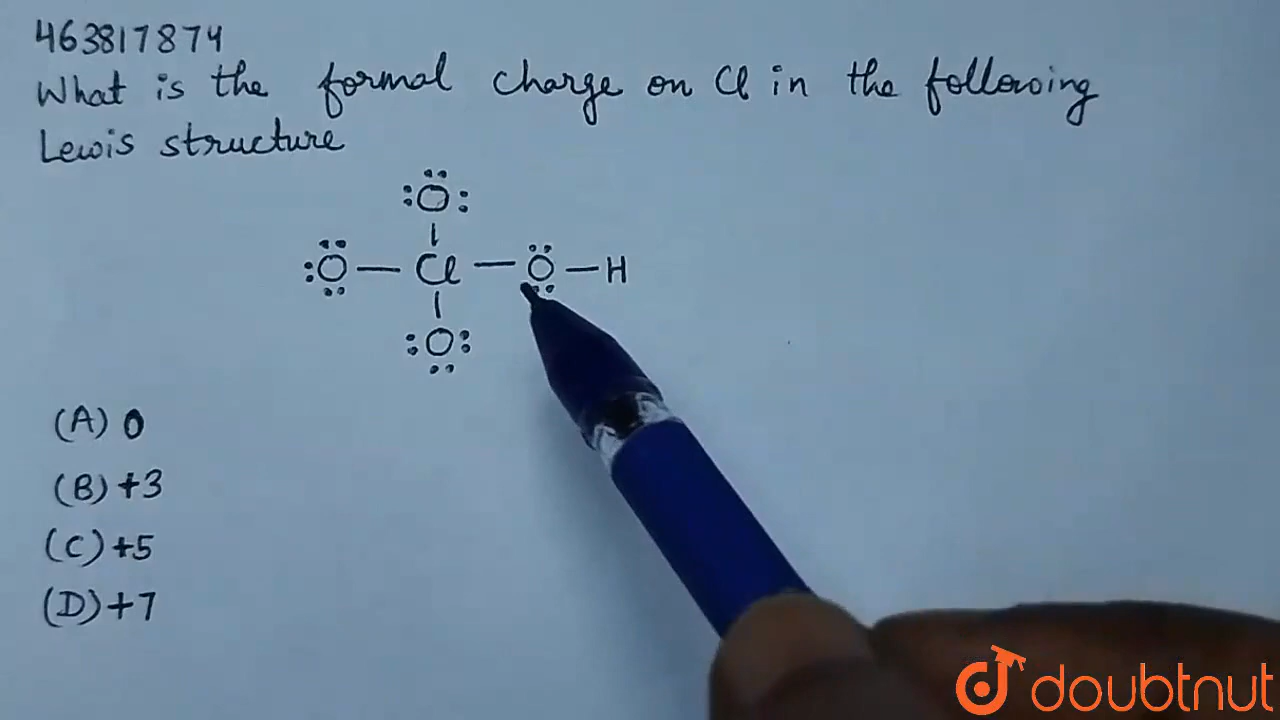 463817874
What is the formal charge on Cl in the following
Lewis structure
:Ö:
:Ö — Cl — Ö — H
:O:
(A) 0
(B) +3
(C) +5
(D) +7
doubtnut